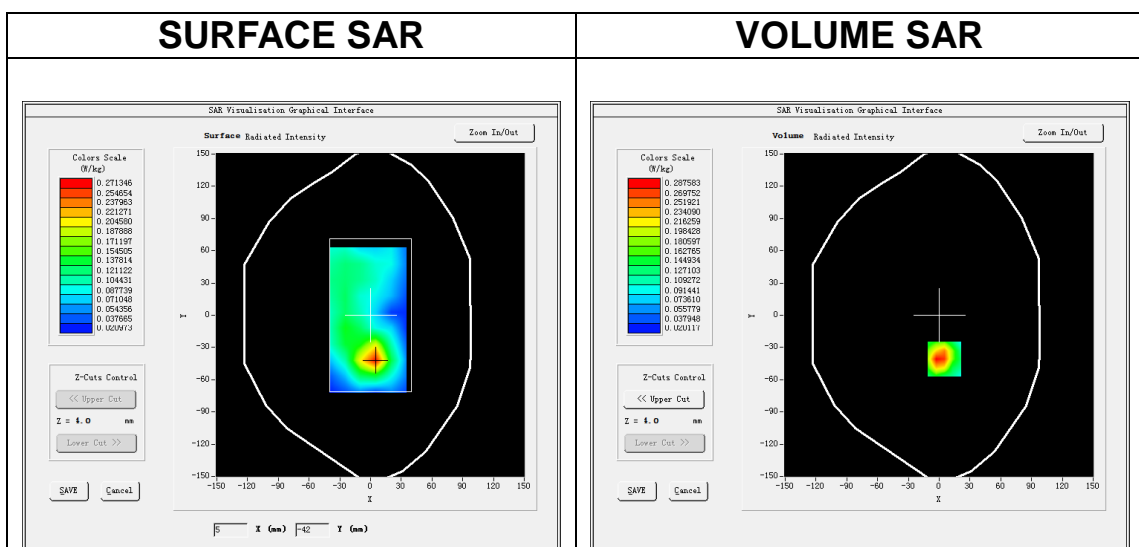 SURFACE SAR
VOLUME SAR
SAR Visualisation Graphical Interface
Surface Radiated Intensity
Zoom In/Out
Colors Scale
(W/kg)
0.271346
0.254654
0.237963
0.221271
0.204580
0.187888
0.171197
0.154505
0.137814
0.121122
0.104431
0.087739
0.071048
0.054356
0.037665
0.020973
Z-Cuts Control
<< Upper Cut
Z = 4.0 mm
Lower Cut >>
SAVE
Cancel
150
120
90
60
30
0
-30
-60
-90
-120
-150
Y
-150 -120 -90 -60 -30 0 30 60 90 120 150
X
5 X (mm) -42 Y (mm)
SAR Visualisation Graphical Interface
Volume Radiated Intensity
Zoom In/Out
Colors Scale
(W/kg)
0.287583
0.269752
0.251921
0.234090
0.216259
0.198428
0.180597
0.162765
0.144934
0.127103
0.109272
0.091441
0.073610
0.055779
0.037948
0.020117
Z-Cuts Control
<< Upper Cut
Z = 4.0 mm
Lower Cut >>
SAVE
Cancel
150
120
90
60
30
0
-30
-60
-90
-120
-150
Y
-150 -120 -90 -60 -30 0 30 60 90 120 150
X